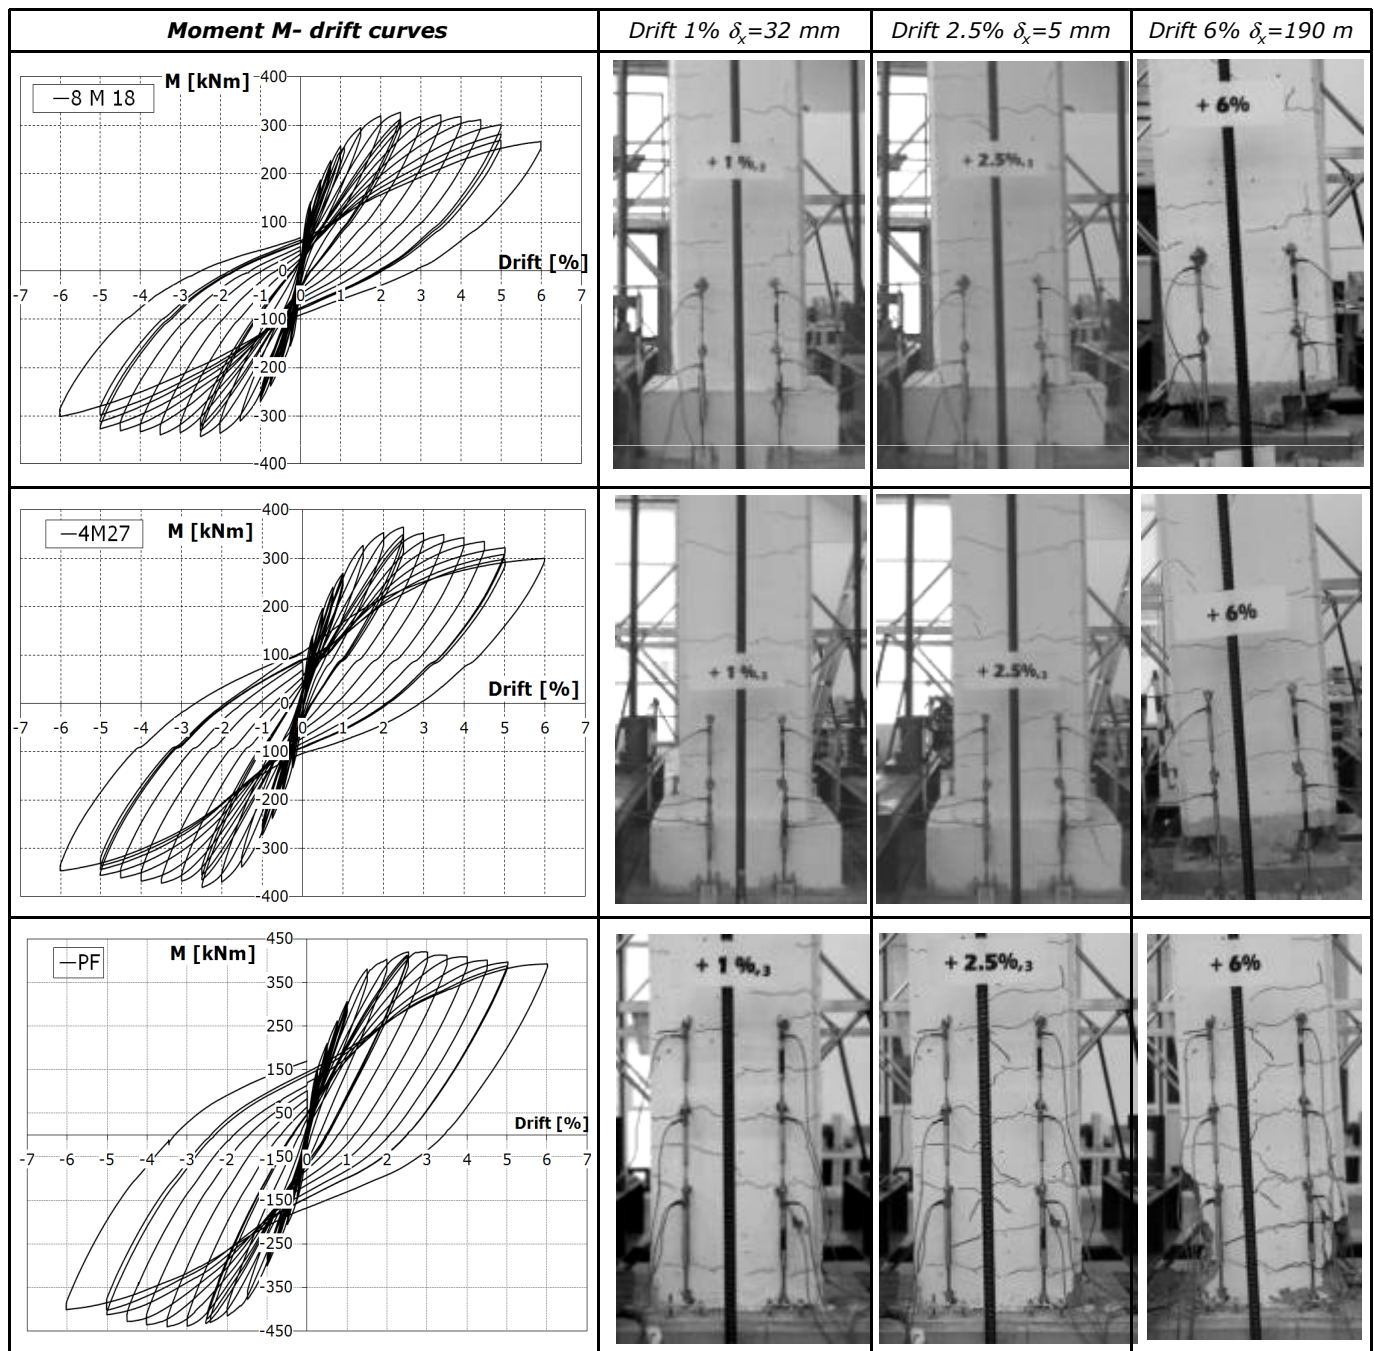 Moment M- drift curves
Drift 1% δx=32 mm
Drift 2.5% δx=5 mm
Drift 6% δx=190 m
—8 M 18
M [kNm]
400
300
200
100
0
Drift [%]
-7 -6 -5 -4 -3 -2 -1 0 1 2 3 4 5 6 7
-100
-200
-300
-400
+ 1 %,3
+ 2.5%,3
+ 6%
—4M27
M [kNm]
400
300
200
100
0
Drift [%]
-7 -6 -5 -4 -3 -2 -1 0 1 2 3 4 5 6 7
-100
-200
-300
-400
+ 1 %,3
+ 2.5%,3
+ 6%
—PF
M [kNm]
450
350
250
150
50
Drift [%]
-50
-7 -6 -5 -4 -3 -2 -1 0 1 2 3 4 5 6 7
-150
-250
-350
-450
+ 1 %,3
+ 2.5%,3
+ 6%